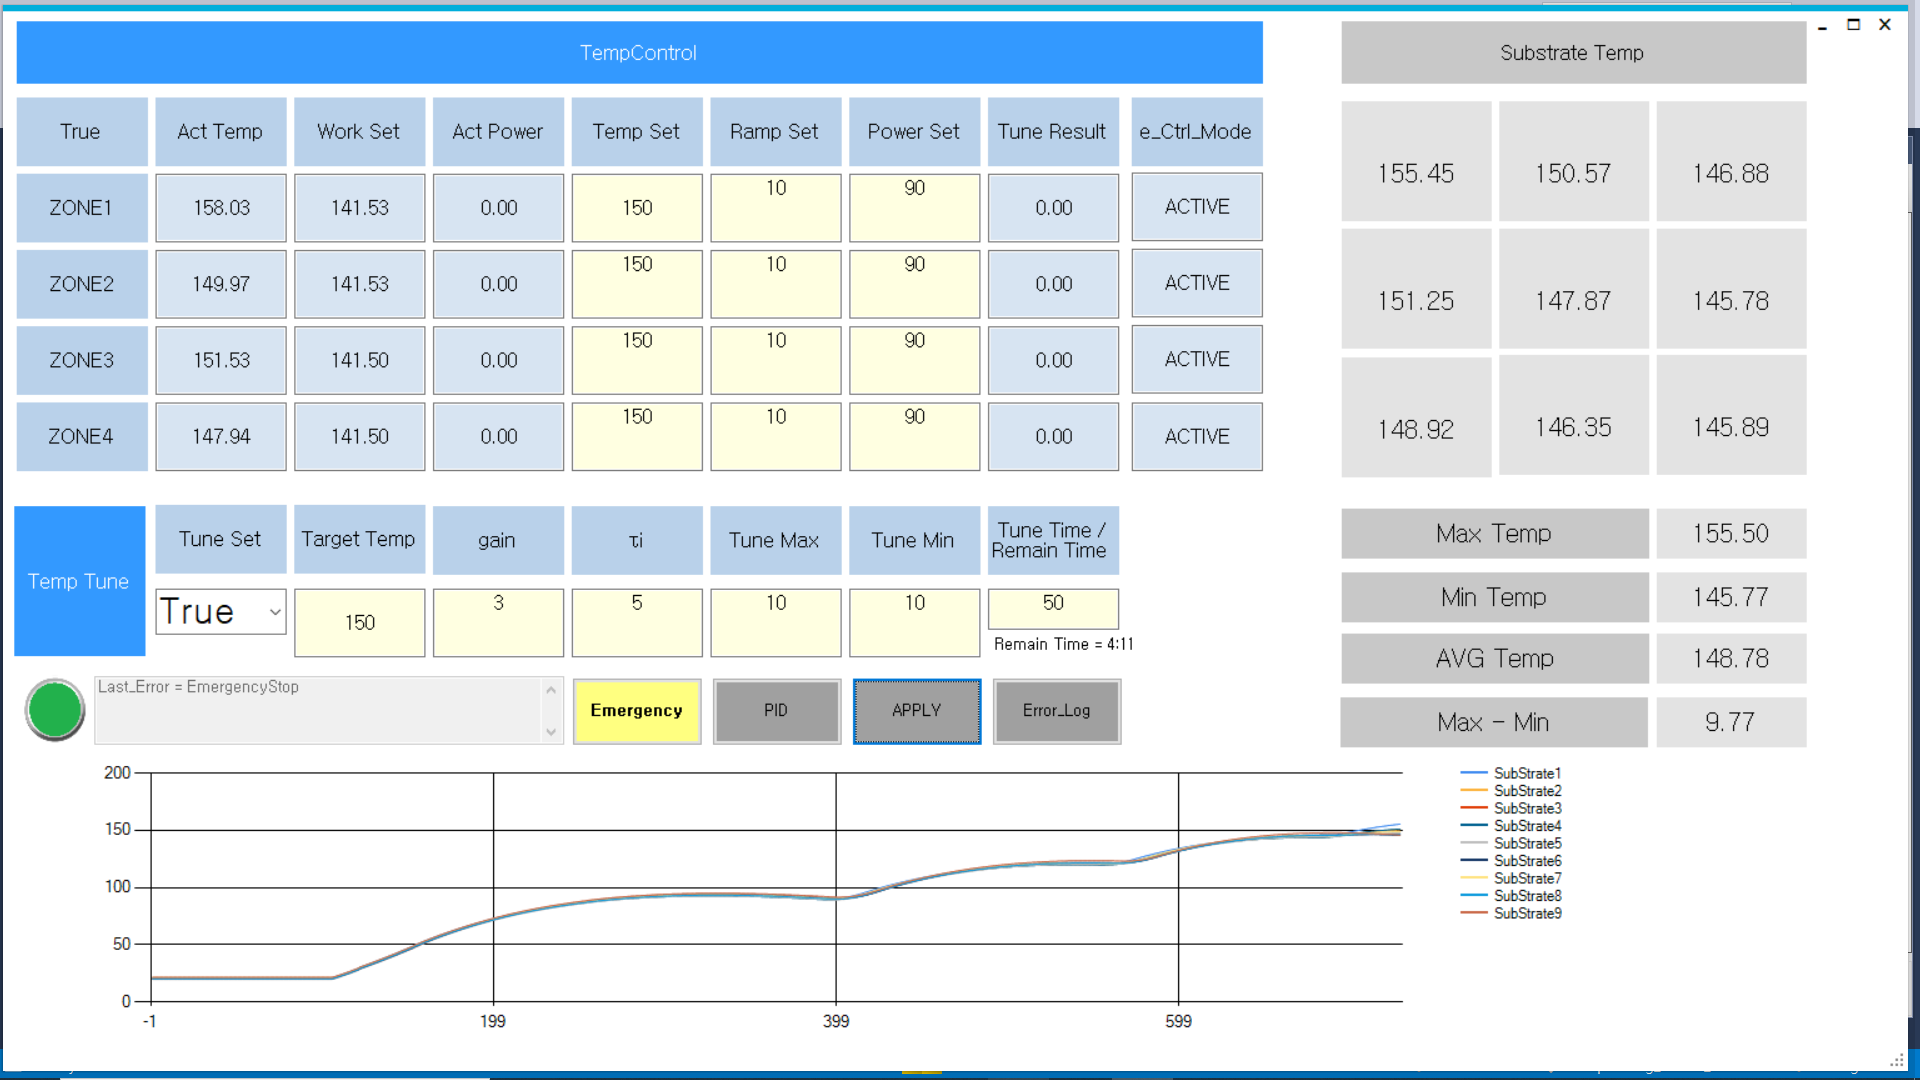 TempControl
True Act Temp Work Set Act Power Temp Set Ramp Set Power Set Tune Result e_Ctrl_Mode
ZONE1 158.03 141.53 0.00 150 10 90 0.00 ACTIVE
ZONE2 149.97 141.53 0.00 150 10 90 0.00 ACTIVE
ZONE3 151.53 141.50 0.00 150 10 90 0.00 ACTIVE
ZONE4 147.94 141.50 0.00 150 10 90 0.00 ACTIVE
Substrate Temp
155.45 150.57 146.88
151.25 147.87 145.78
148.92 146.35 145.89
Temp Tune
Tune Set Target Temp gain τi Tune Max Tune Min Tune Time /
Remain Time
True 150 3 5 10 10 50
Remain Time = 4:11
Max Temp 155.50
Min Temp 145.77
AVG Temp 148.78
Max - Min 9.77
Last_Error = EmergencyStop
Emergency PID APPLY Error_Log
200
150
100
50
0
-1 199 399 599
SubStrate1
SubStrate2
SubStrate3
SubStrate4
SubStrate5
SubStrate6
SubStrate7
SubStrate8
SubStrate9